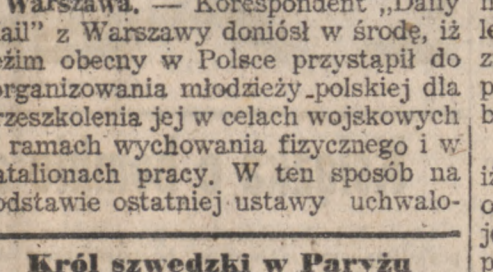 Warszawa. — Korespondent „Daily
ail” z Warszawy doniósł w środę, iż
eżim obecny w Polsce przystąpił do
organizowania młodzieży polskiej dla
rzeszkolenia jej w celach wojskowych
ramach wychowania fizycznego i w
atalionach pracy. W ten sposób na
odstawie ostatniej ustawy uchwalo-
Król szwedzki w Paryżu